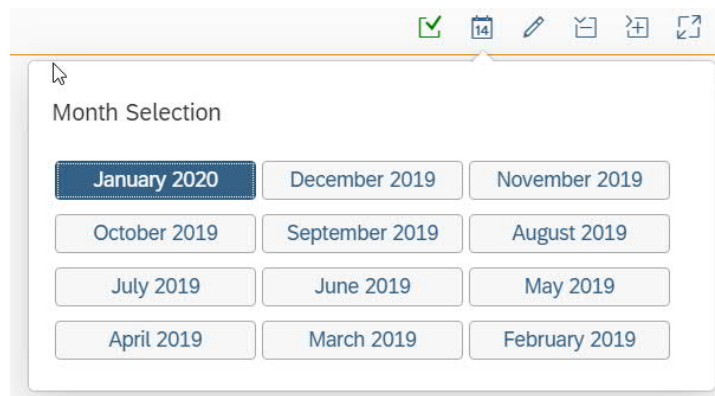 14
Month Selection
January 2020 December 2019 November 2019
October 2019 September 2019 August 2019
July 2019 June 2019 May 2019
April 2019 March 2019 February 2019